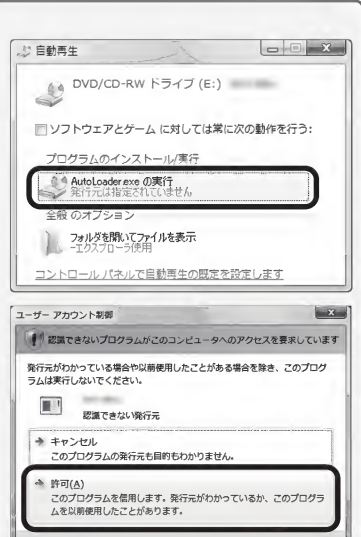 自動再生
DVD/CD-RW ドライブ (E:)
ソフトウェアとゲーム に対しては常に次の動作を行う:
プログラムのインストール/実行
AutoLoader.exe の実行
発行元は指定されていません
全般 のオプション
フォルダを開いてファイルを表示
-エクスプローラ使用
コントロール パネルで自動再生の既定を設定します
ユーザー アカウント制御
認識できないプログラムがこのコンピュータへのアクセスを要求しています
発行元がわかっている場合や以前使用したことがある場合を除き、このプログ
ラムは実行しないでください。
認識できない発行元
キャンセル
このプログラムの発行元も目的もわかりません。
許可(A)
このプログラムを信用します。発行元がわかっているか、このプログラ
ムを以前使用したことがあります。